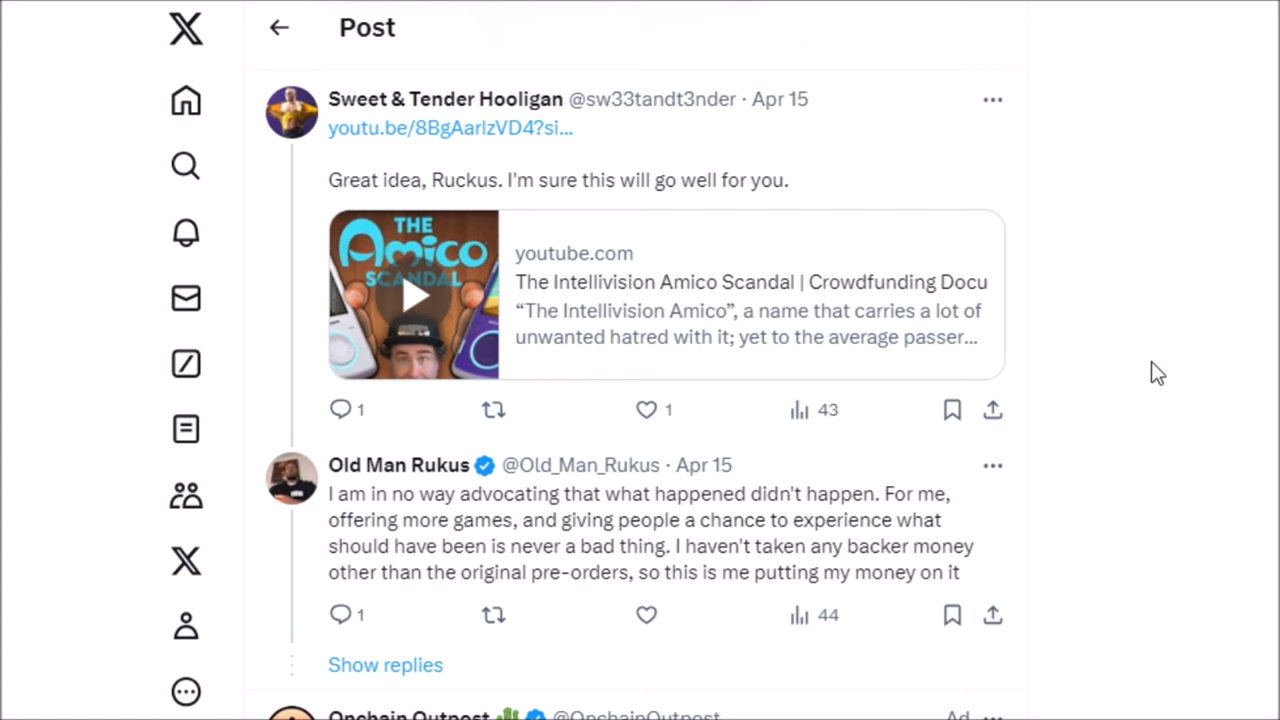 Post
Sweet & Tender Hooligan @sw33tandt3nder · Apr 15
youtu.be/8BgAarlzVD4?si...
Great idea, Ruckus. I'm sure this will go well for you.
THE
Amico
SCANDAL
youtube.com
The Intellivision Amico Scandal | Crowdfunding Docu
“The Intellivision Amico”, a name that carries a lot of
unwanted hatred with it; yet to the average passer...
1 1 43
Old Man Rukus @Old_Man_Rukus · Apr 15
I am in no way advocating that what happened didn't happen. For me,
offering more games, and giving people a chance to experience what
should have been is never a bad thing. I haven't taken any backer money
other than the original pre-orders, so this is me putting my money on it
1 44
Show replies
Onchain Outpost @OnchainOutpost Ad